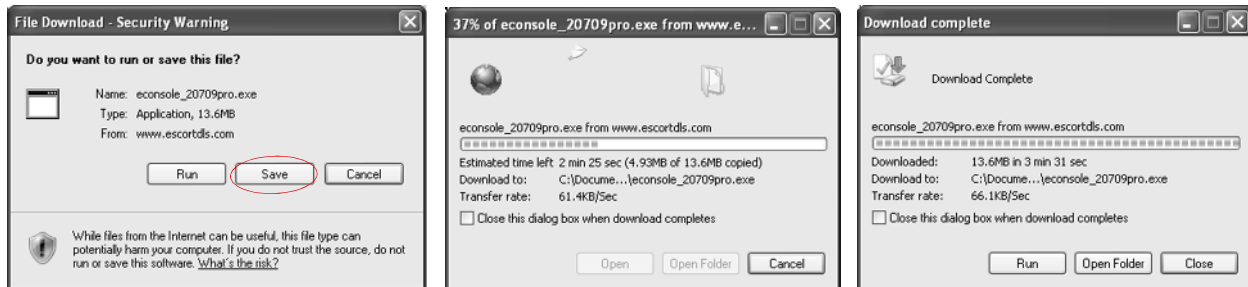 File Download - Security Warning
Do you want to run or save this file?
Name: econsole_20709pro.exe
Type: Application, 13.6MB
From: www.escortdls.com
Run Save Cancel
While files from the Internet can be useful, this file type can
potentially harm your computer. If you do not trust the source, do not
run or save this software. What's the risk?
37% of econsole_20709pro.exe from www.e...
econsole_20709pro.exe from www.escortdls.com
Estimated time left 2 min 25 sec (4.93MB of 13.6MB copied)
Download to: C:\Docume...\econsole_20709pro.exe
Transfer rate: 61.4KB/Sec
Close this dialog box when download completes
Open Open Folder Cancel
Download complete
Download Complete
econsole_20709pro.exe from www.escortdls.com
Downloaded: 13.6MB in 3 min 31 sec
Download to: C:\Docume...\econsole_20709pro.exe
Transfer rate: 66.1KB/Sec
Close this dialog box when download completes
Run Open Folder Close